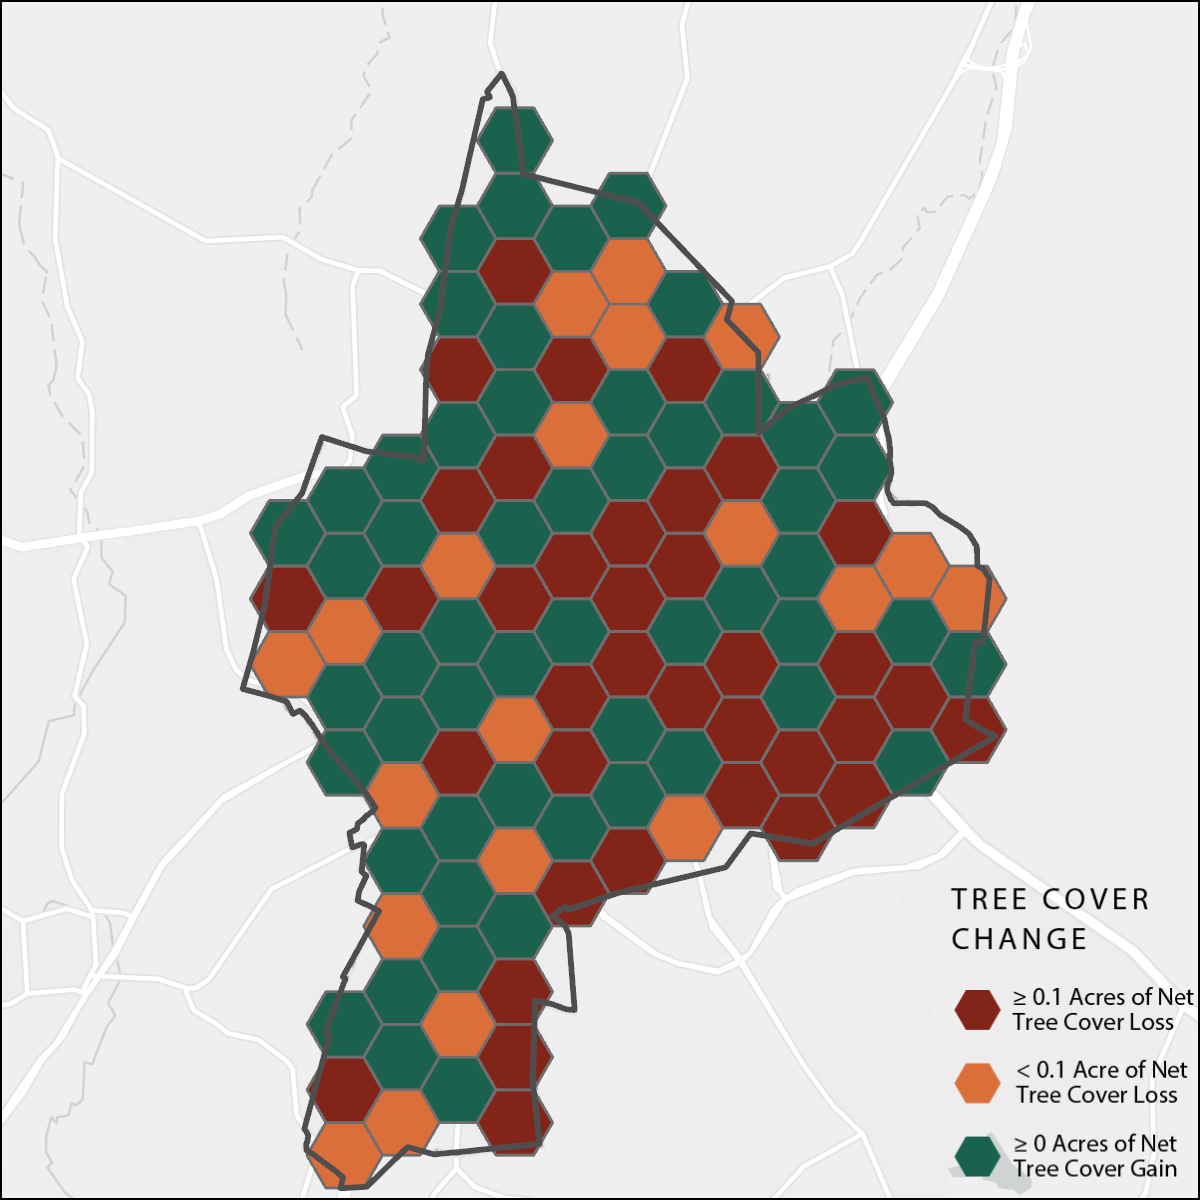 TREE COVER
CHANGE
≥ 0.1 Acres of Net
Tree Cover Loss
< 0.1 Acre of Net
Tree Cover Loss
≥ 0 Acres of Net
Tree Cover Gain